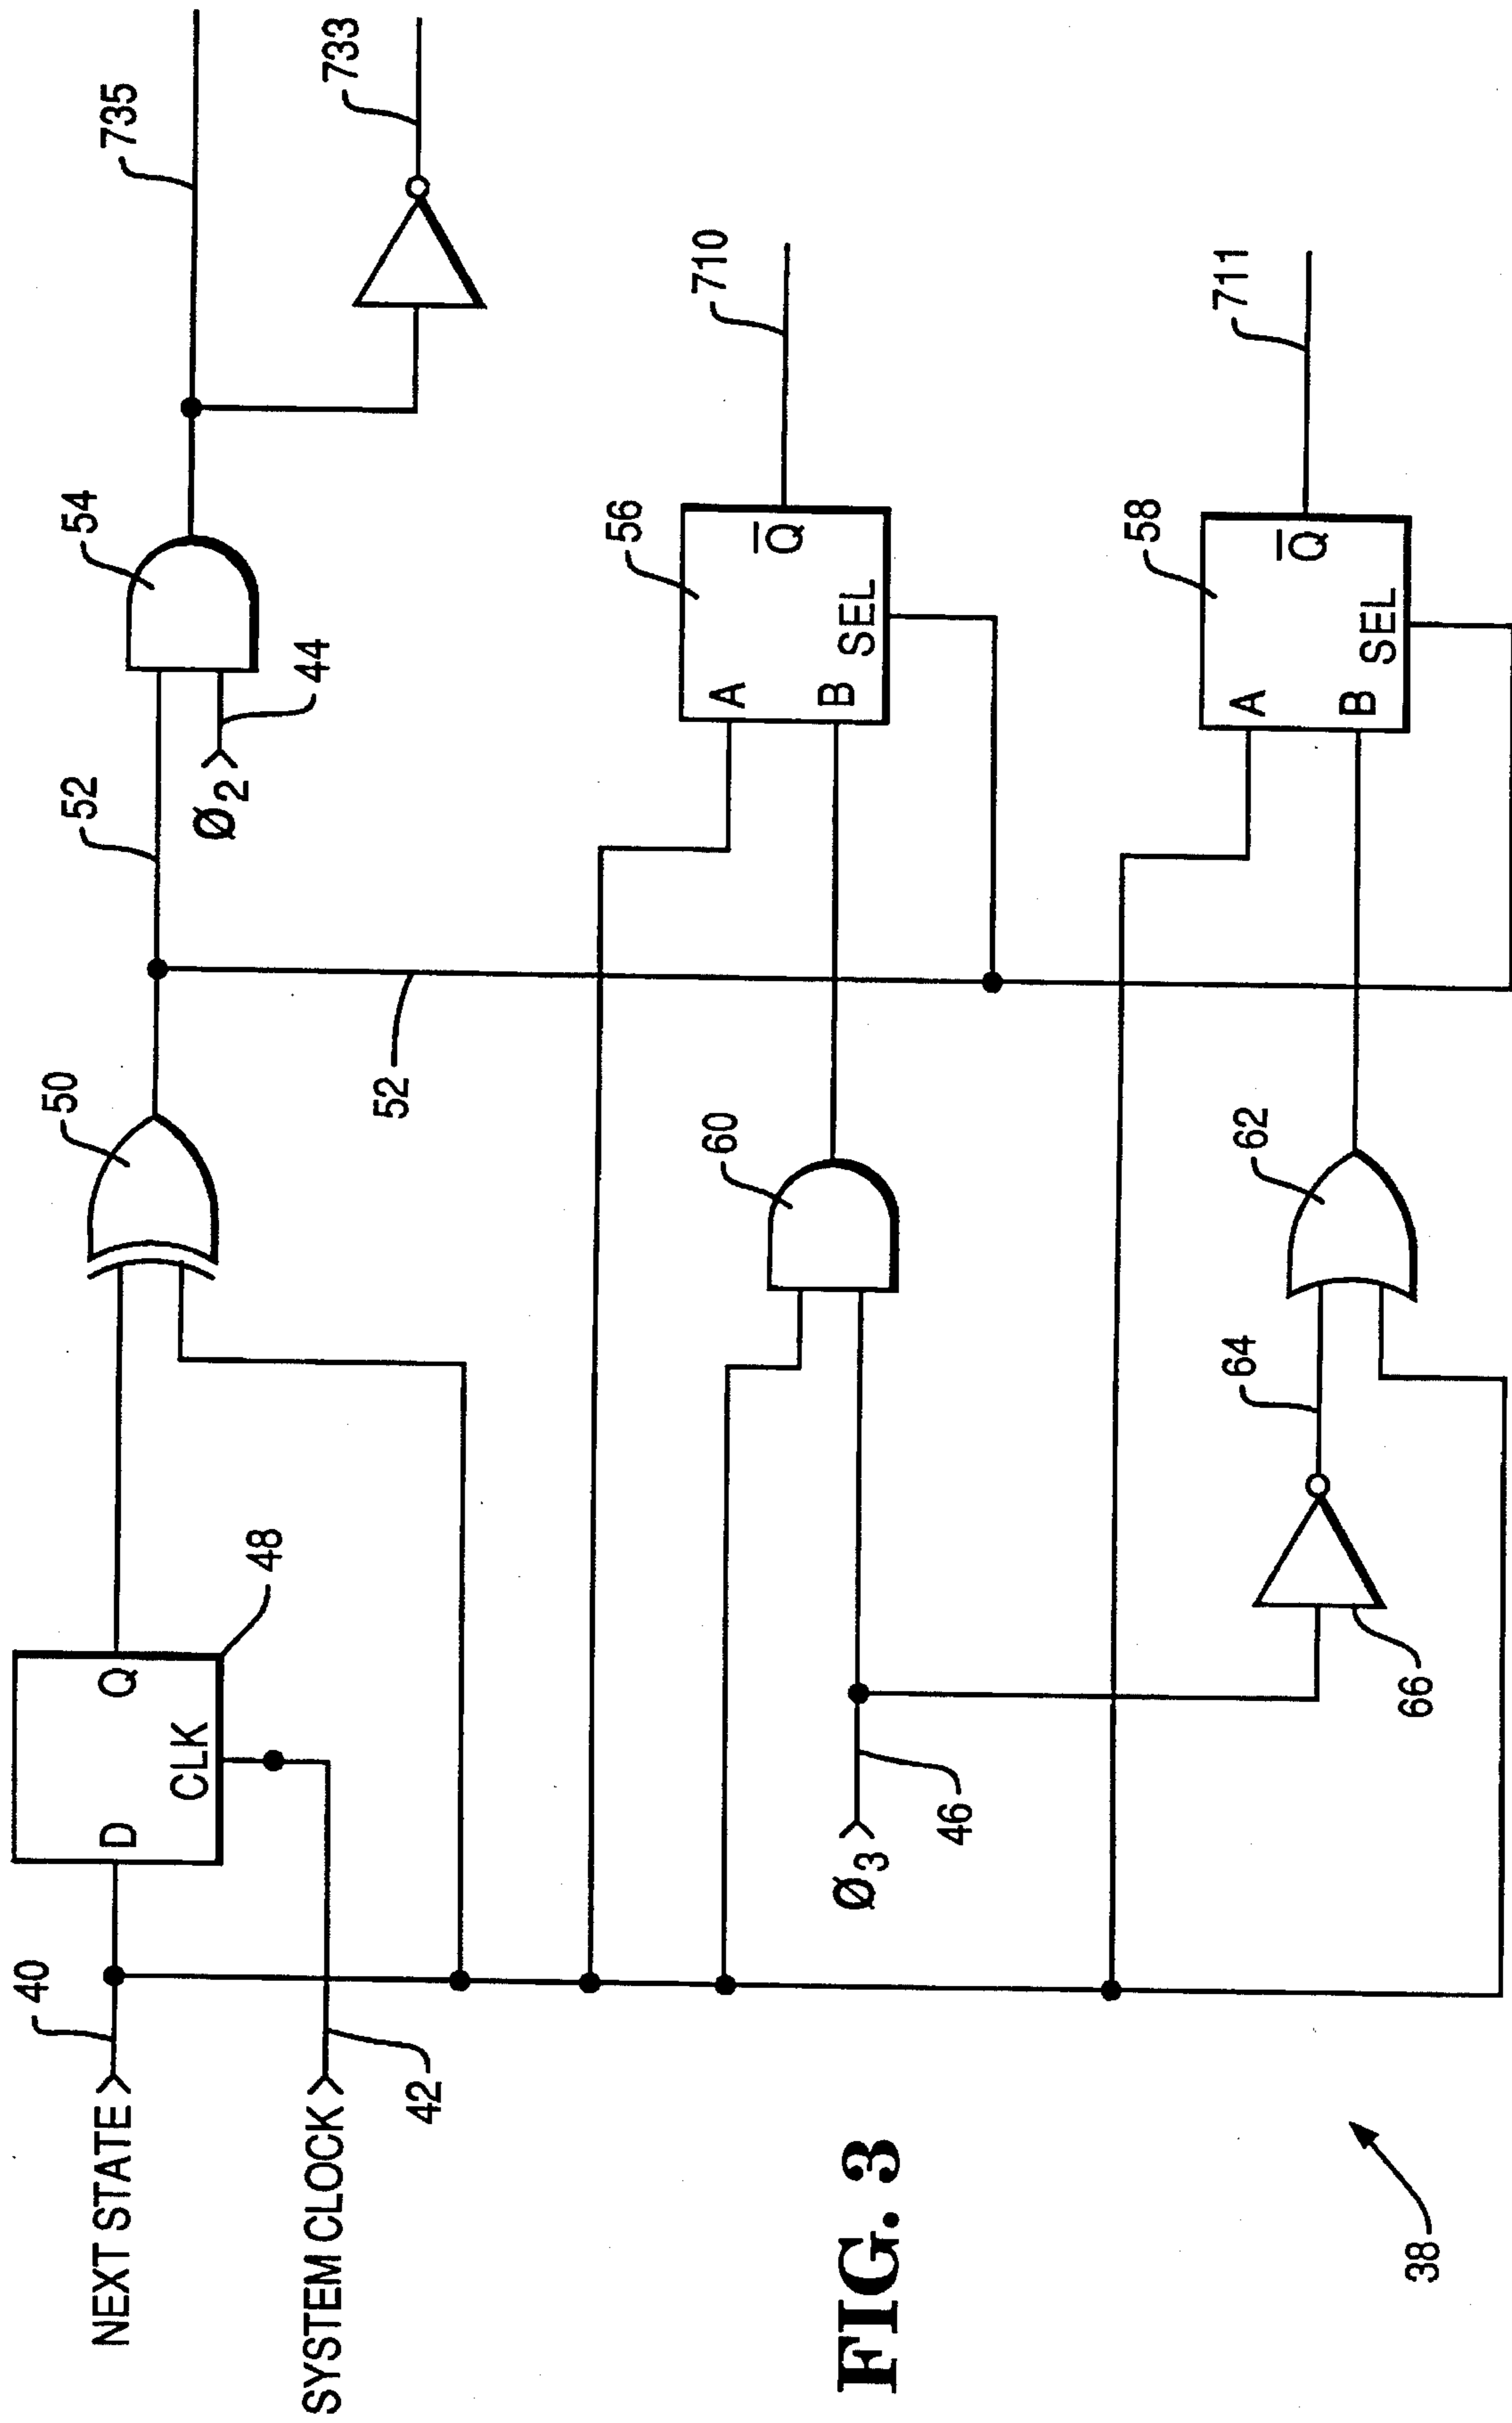 735
733
54
52
44
Ø2
50
52
40
NEXT STATE
D
Q
CLK
48
SYSTEM CLOCK
42
710
56
A
B
Q̅
SEL
60
Ø3
46
711
58
A
B
Q̅
SEL
62
64
66
FIG. 3
38